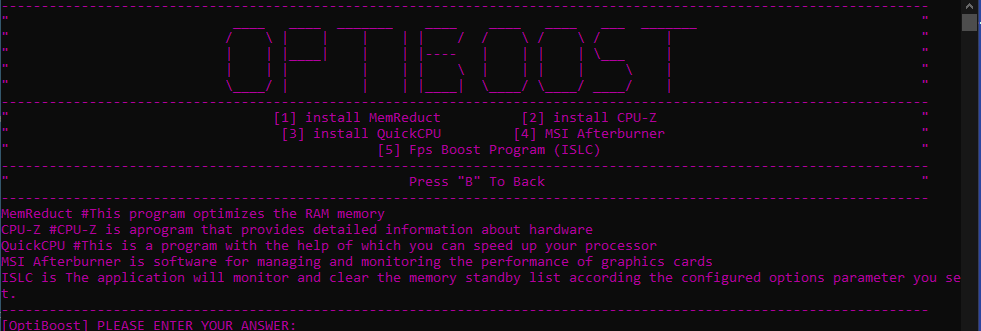 OPTIBOOST
[1] install MemReduct [2] install CPU-Z
[3] install QuickCPU [4] MSI Afterburner
[5] Fps Boost Program (ISLC)
Press "B" To Back
MemReduct #This program optimizes the RAM memory
CPU-Z #CPU-Z is aprogram that provides detailed information about hardware
QuickCPU #This is a program with the help of which you can speed up your processor
MSI Afterburner is software for managing and monitoring the performance of graphics cards
ISLC is The application will monitor and clear the memory standby list according the configured options parameter you se
t.
[OptiBoost] PLEASE ENTER YOUR ANSWER: